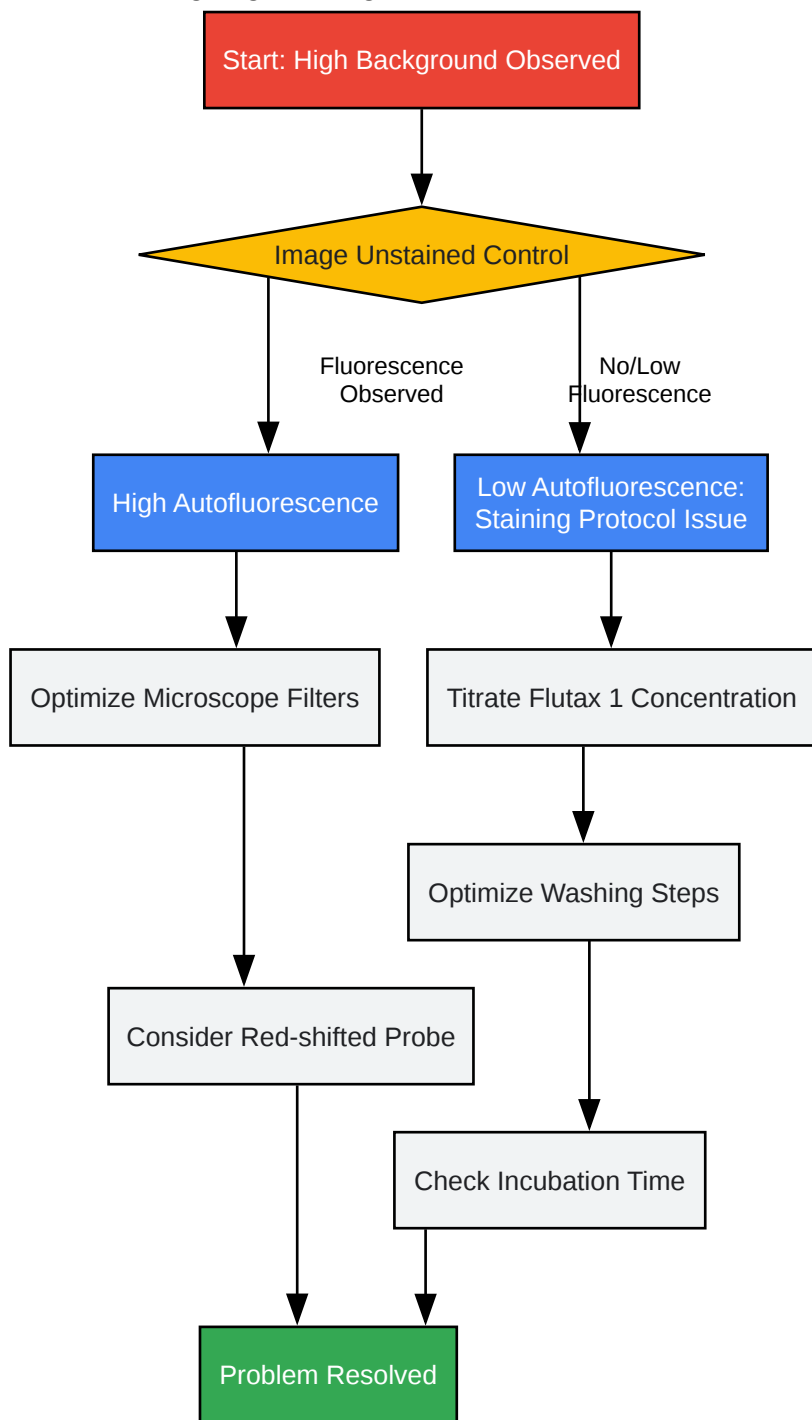 Start: High Background Observed
Image Unstained Control
Fluorescence
Observed
No/Low
Fluorescence
High Autofluorescence
Low Autofluorescence:
Staining Protocol Issue
Optimize Microscope Filters
Titrate Flutax 1 Concentration
Optimize Washing Steps
Consider Red-shifted Probe
Check Incubation Time
Problem Resolved